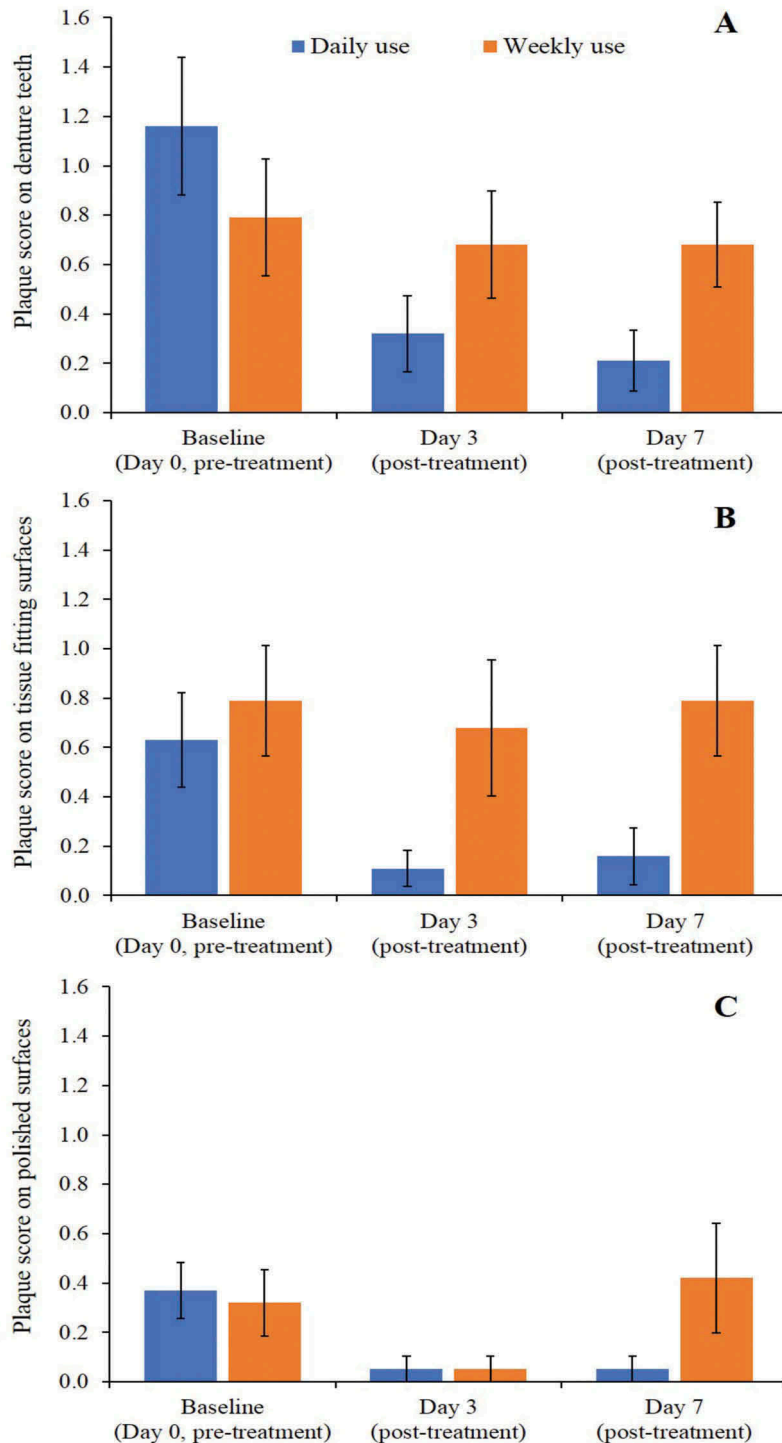 A
Daily use Weekly use
Plaque score on denture teeth
1.6
1.4
1.2
1.0
0.8
0.6
0.4
0.2
0.0
Baseline Day 3 Day 7
(Day 0, pre-treatment) (post-treatment) (post-treatment)
B
Plaque score on tissue fitting surfaces
1.6
1.4
1.2
1.0
0.8
0.6
0.4
0.2
0.0
Baseline Day 3 Day 7
(Day 0, pre-treatment) (post-treatment) (post-treatment)
C
Plaque score on polished surfaces
1.6
1.4
1.2
1.0
0.8
0.6
0.4
0.2
0.0
Baseline Day 3 Day 7
(Day 0, pre-treatment) (post-treatment) (post-treatment)